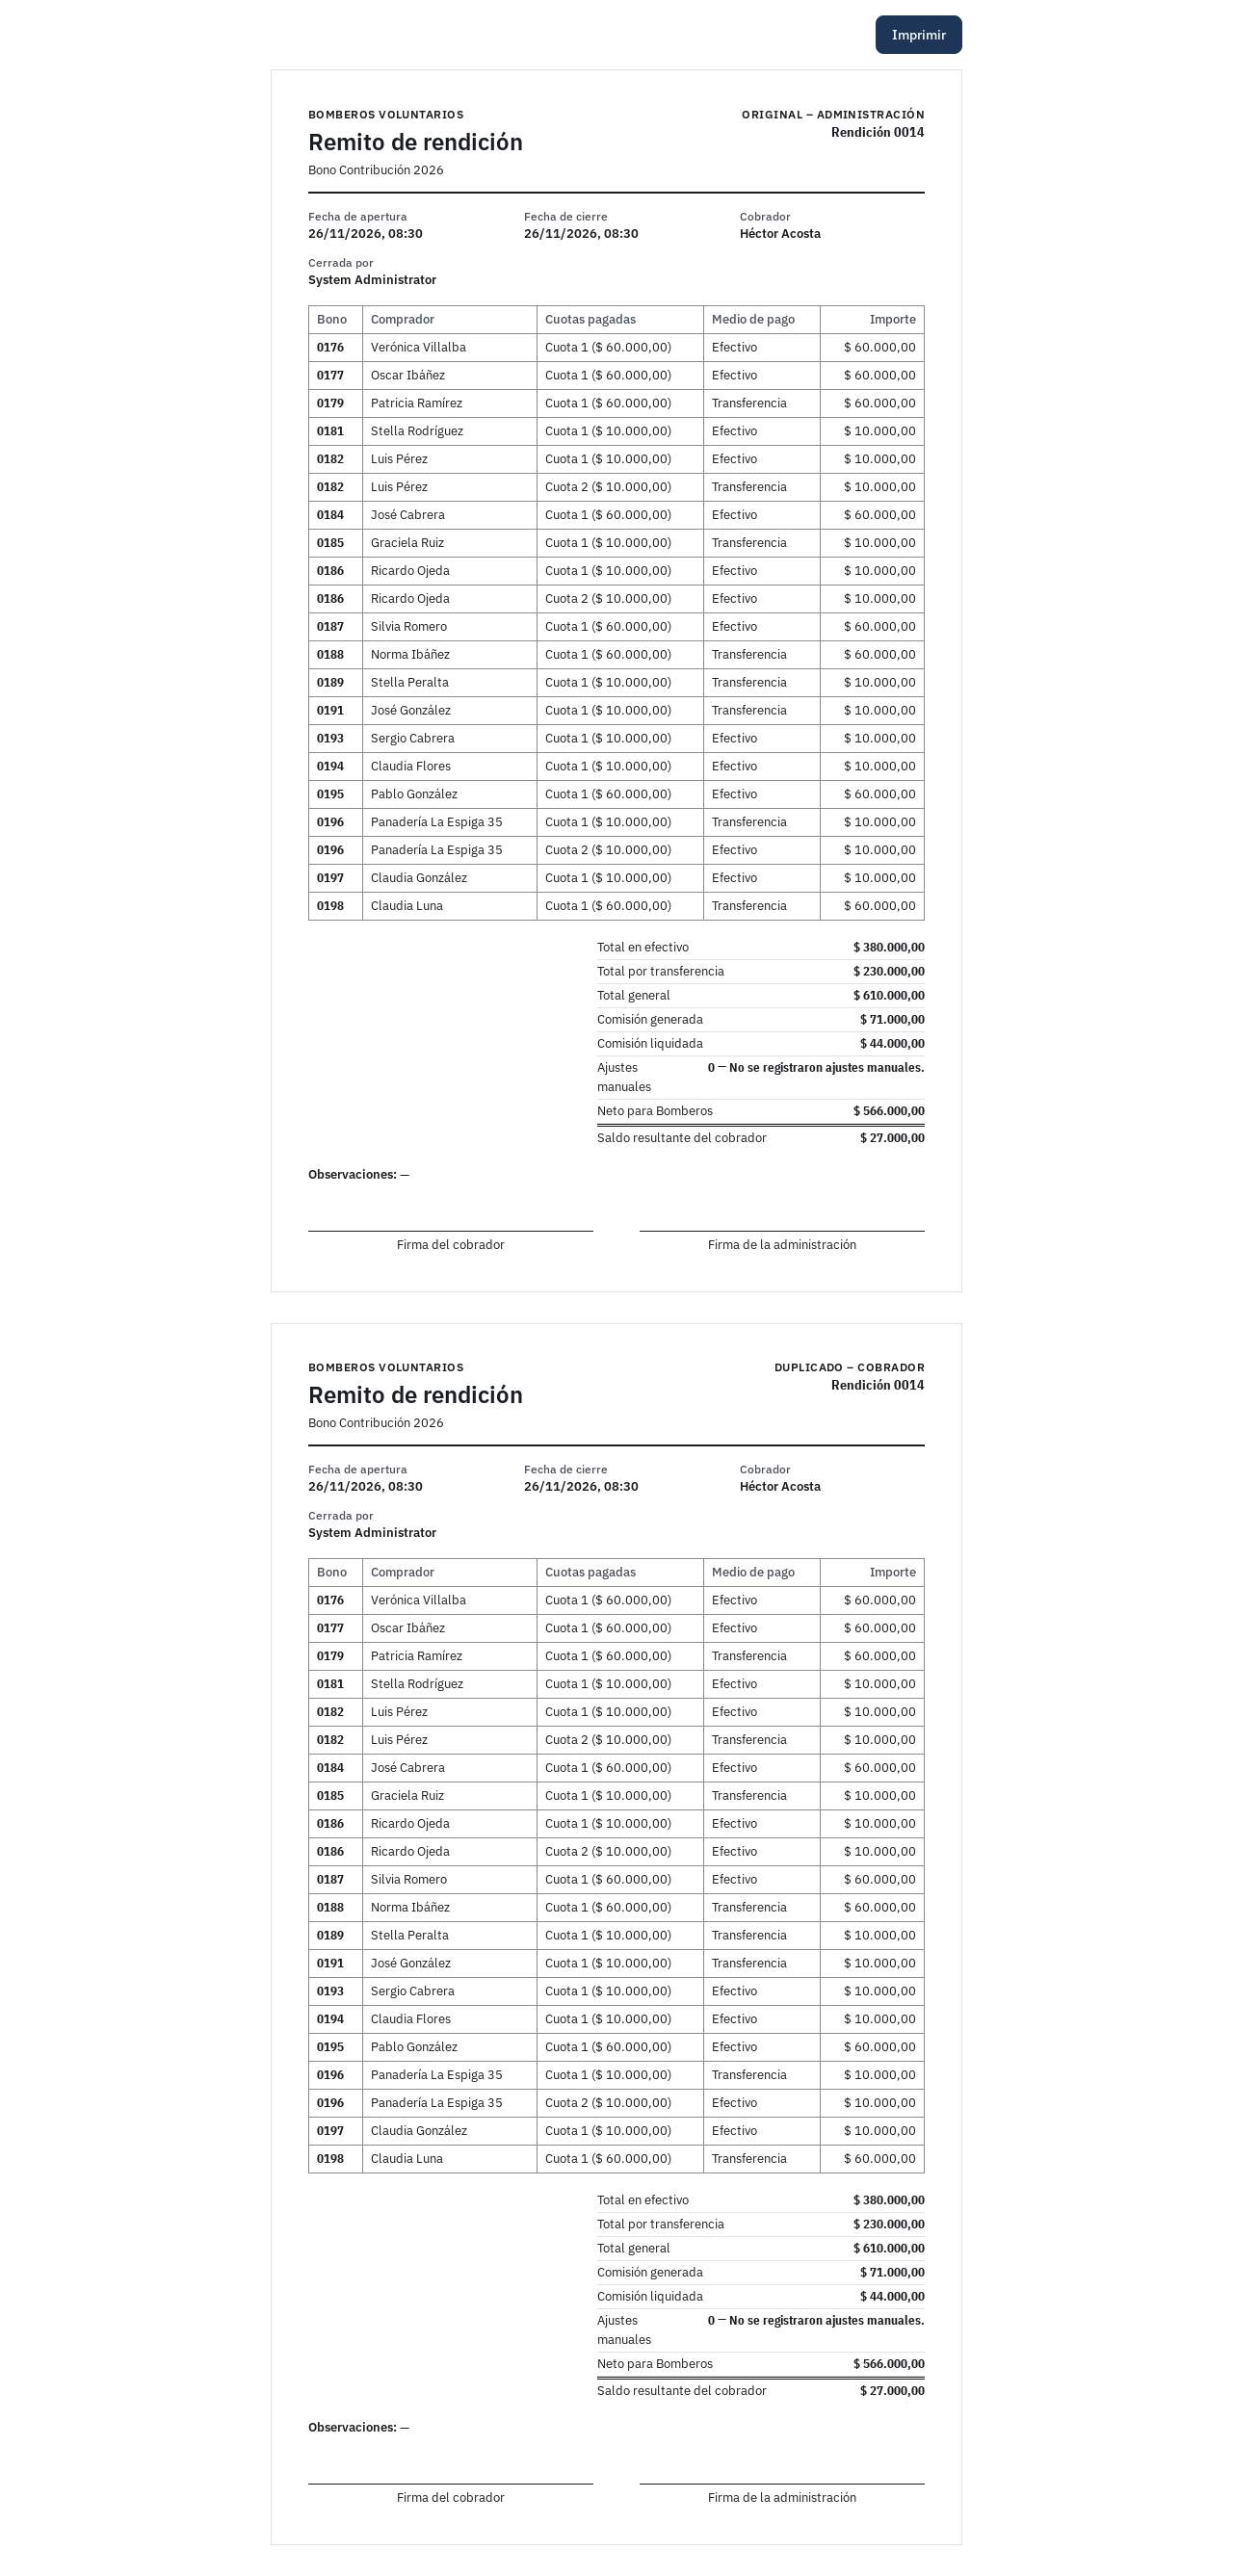 Imprimir
BOMBEROS VOLUNTARIOS
ORIGINAL – ADMINISTRACIÓN
Remito de rendición
Rendición 0014
Bono Contribución 2026
Fecha de apertura Fecha de cierre Cobrador
26/11/2026, 08:30 26/11/2026, 08:30 Héctor Acosta
Cerrada por
System Administrator
Bono Comprador Cuotas pagadas Medio de pago Importe
0176 Verónica Villalba Cuota 1 ($ 60.000,00) Efectivo $ 60.000,00
0177 Oscar Ibáñez Cuota 1 ($ 60.000,00) Efectivo $ 60.000,00
0179 Patricia Ramírez Cuota 1 ($ 60.000,00) Transferencia $ 60.000,00
0181 Stella Rodríguez Cuota 1 ($ 10.000,00) Efectivo $ 10.000,00
0182 Luis Pérez Cuota 1 ($ 10.000,00) Efectivo $ 10.000,00
0182 Luis Pérez Cuota 2 ($ 10.000,00) Transferencia $ 10.000,00
0184 José Cabrera Cuota 1 ($ 60.000,00) Efectivo $ 60.000,00
0185 Graciela Ruiz Cuota 1 ($ 10.000,00) Transferencia $ 10.000,00
0186 Ricardo Ojeda Cuota 1 ($ 10.000,00) Efectivo $ 10.000,00
0186 Ricardo Ojeda Cuota 2 ($ 10.000,00) Efectivo $ 10.000,00
0187 Silvia Romero Cuota 1 ($ 60.000,00) Efectivo $ 60.000,00
0188 Norma Ibáñez Cuota 1 ($ 60.000,00) Transferencia $ 60.000,00
0189 Stella Peralta Cuota 1 ($ 10.000,00) Transferencia $ 10.000,00
0191 José González Cuota 1 ($ 10.000,00) Transferencia $ 10.000,00
0193 Sergio Cabrera Cuota 1 ($ 10.000,00) Efectivo $ 10.000,00
0194 Claudia Flores Cuota 1 ($ 10.000,00) Efectivo $ 10.000,00
0195 Pablo González Cuota 1 ($ 60.000,00) Efectivo $ 60.000,00
0196 Panadería La Espiga 35 Cuota 1 ($ 10.000,00) Transferencia $ 10.000,00
0196 Panadería La Espiga 35 Cuota 2 ($ 10.000,00) Efectivo $ 10.000,00
0197 Claudia González Cuota 1 ($ 10.000,00) Efectivo $ 10.000,00
0198 Claudia Luna Cuota 1 ($ 60.000,00) Transferencia $ 60.000,00
Total en efectivo $ 380.000,00
Total por transferencia $ 230.000,00
Total general $ 610.000,00
Comisión generada $ 71.000,00
Comisión liquidada $ 44.000,00
Ajustes 0 — No se registraron ajustes manuales.
manuales
Neto para Bomberos $ 566.000,00
Saldo resultante del cobrador $ 27.000,00
Observaciones: —
Firma del cobrador Firma de la administración
BOMBEROS VOLUNTARIOS
DUPLICADO – COBRADOR
Remito de rendición
Rendición 0014
Bono Contribución 2026
Fecha de apertura Fecha de cierre Cobrador
26/11/2026, 08:30 26/11/2026, 08:30 Héctor Acosta
Cerrada por
System Administrator
Bono Comprador Cuotas pagadas Medio de pago Importe
0176 Verónica Villalba Cuota 1 ($ 60.000,00) Efectivo $ 60.000,00
0177 Oscar Ibáñez Cuota 1 ($ 60.000,00) Efectivo $ 60.000,00
0179 Patricia Ramírez Cuota 1 ($ 60.000,00) Transferencia $ 60.000,00
0181 Stella Rodríguez Cuota 1 ($ 10.000,00) Efectivo $ 10.000,00
0182 Luis Pérez Cuota 1 ($ 10.000,00) Efectivo $ 10.000,00
0182 Luis Pérez Cuota 2 ($ 10.000,00) Transferencia $ 10.000,00
0184 José Cabrera Cuota 1 ($ 60.000,00) Efectivo $ 60.000,00
0185 Graciela Ruiz Cuota 1 ($ 10.000,00) Transferencia $ 10.000,00
0186 Ricardo Ojeda Cuota 1 ($ 10.000,00) Efectivo $ 10.000,00
0186 Ricardo Ojeda Cuota 2 ($ 10.000,00) Efectivo $ 10.000,00
0187 Silvia Romero Cuota 1 ($ 60.000,00) Efectivo $ 60.000,00
0188 Norma Ibáñez Cuota 1 ($ 60.000,00) Transferencia $ 60.000,00
0189 Stella Peralta Cuota 1 ($ 10.000,00) Transferencia $ 10.000,00
0191 José González Cuota 1 ($ 10.000,00) Transferencia $ 10.000,00
0193 Sergio Cabrera Cuota 1 ($ 10.000,00) Efectivo $ 10.000,00
0194 Claudia Flores Cuota 1 ($ 10.000,00) Efectivo $ 10.000,00
0195 Pablo González Cuota 1 ($ 60.000,00) Efectivo $ 60.000,00
0196 Panadería La Espiga 35 Cuota 1 ($ 10.000,00) Transferencia $ 10.000,00
0196 Panadería La Espiga 35 Cuota 2 ($ 10.000,00) Efectivo $ 10.000,00
0197 Claudia González Cuota 1 ($ 10.000,00) Efectivo $ 10.000,00
0198 Claudia Luna Cuota 1 ($ 60.000,00) Transferencia $ 60.000,00
Total en efectivo $ 380.000,00
Total por transferencia $ 230.000,00
Total general $ 610.000,00
Comisión generada $ 71.000,00
Comisión liquidada $ 44.000,00
Ajustes 0 — No se registraron ajustes manuales.
manuales
Neto para Bomberos $ 566.000,00
Saldo resultante del cobrador $ 27.000,00
Observaciones: —
Firma del cobrador Firma de la administración